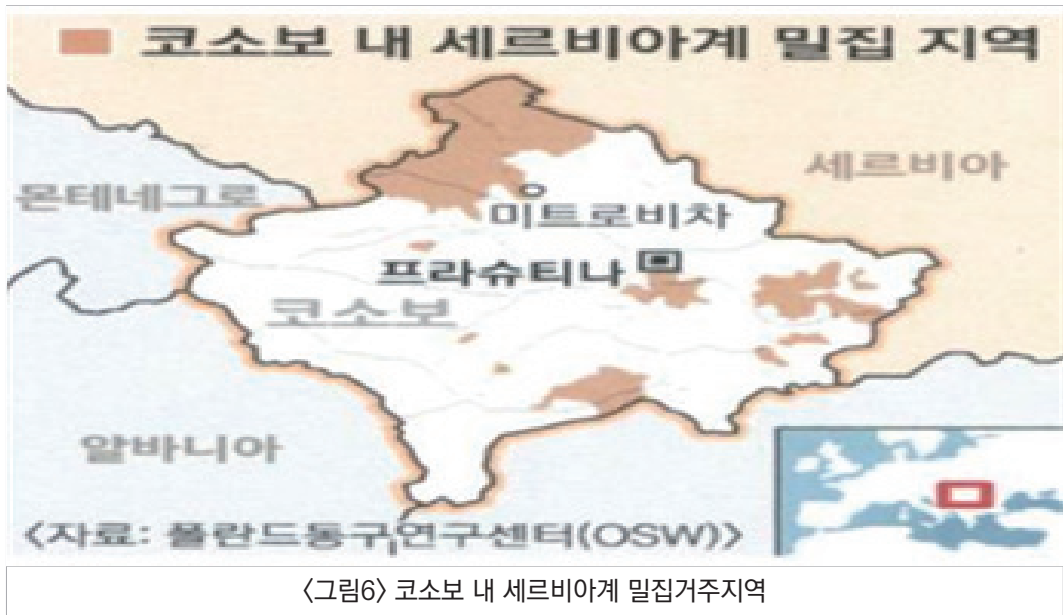 코소보 내 세르비아계 밀집 지역
세르비아
몬테네그로
미트로비차
프라슈티나
코소보
알바니아
<자료: 폴란드동구연구센터(OSW)>
〈그림6〉 코소보 내 세르비아계 밀집거주지역